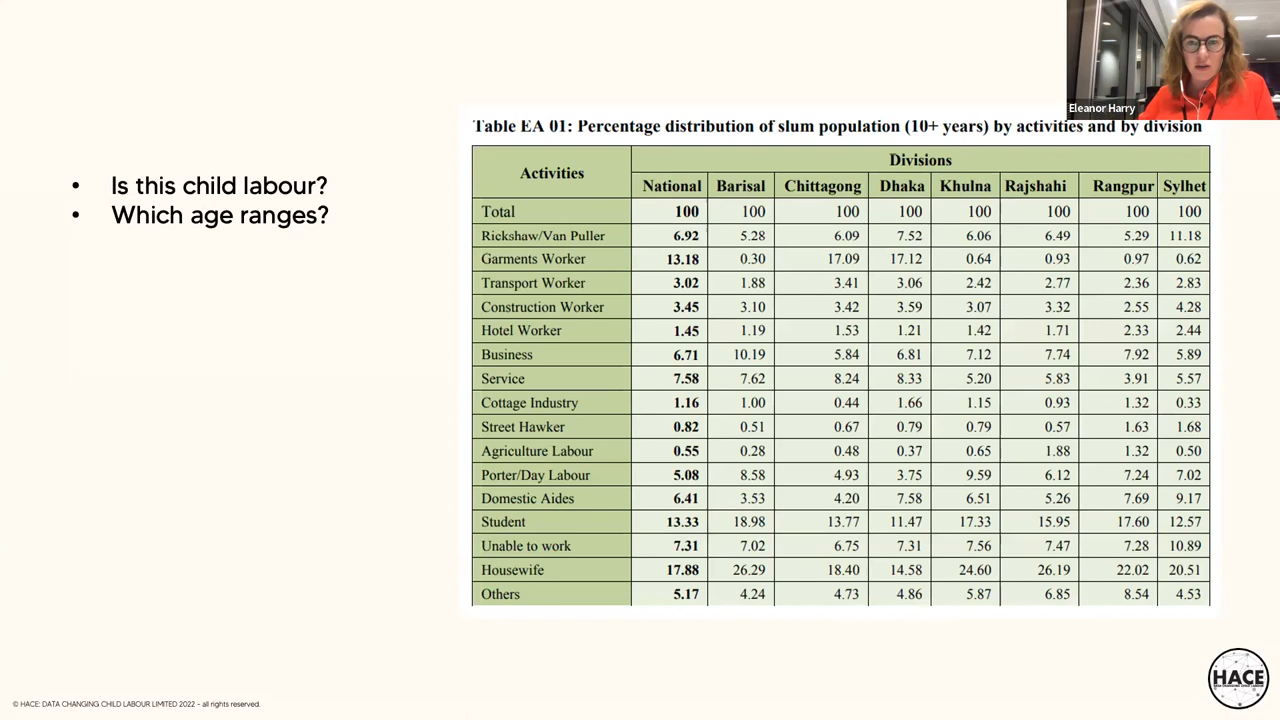 Eleanor Harry
• Is this child labour?
• Which age ranges?
Table EA 01: Percentage distribution of slum population (10+ years) by activities and by division
Activities Divisions
National Barisal Chittagong Dhaka Khulna Rajshahi Rangpur Sylhet
Total 100 100 100 100 100 100 100 100
Rickshaw/Van Puller 6.92 5.28 6.09 7.52 6.06 6.49 5.29 11.18
Garments Worker 13.18 0.30 17.09 17.12 0.64 0.93 0.97 0.62
Transport Worker 3.02 1.88 3.41 3.06 2.42 2.77 2.36 2.83
Construction Worker 3.45 3.10 3.42 3.59 3.07 3.32 2.55 4.28
Hotel Worker 1.45 1.19 1.53 1.21 1.42 1.71 2.33 2.44
Business 6.71 10.19 5.84 6.81 7.12 7.74 7.92 5.89
Service 7.58 7.62 8.24 8.33 5.20 5.83 3.91 5.57
Cottage Industry 1.16 1.00 0.44 1.66 1.15 0.93 1.32 0.33
Street Hawker 0.82 0.51 0.67 0.79 0.79 0.57 1.63 1.68
Agriculture Labour 0.55 0.28 0.48 0.37 0.65 1.88 1.32 0.50
Porter/Day Labour 5.08 8.58 4.93 3.75 9.59 6.12 7.24 7.02
Domestic Aides 6.41 3.53 4.20 7.58 6.51 5.26 7.69 9.17
Student 13.33 18.98 13.77 11.47 17.33 15.95 17.60 12.57
Unable to work 7.31 7.02 6.75 7.31 7.56 7.47 7.28 10.89
Housewife 17.88 26.29 18.40 14.58 24.60 26.19 22.02 20.51
Others 5.17 4.24 4.73 4.86 5.87 6.85 8.54 4.53
HACE
DATA CHANGING CHILD LABOUR
© HACE: DATA CHANGING CHILD LABOUR LIMITED 2022 - all rights reserved.